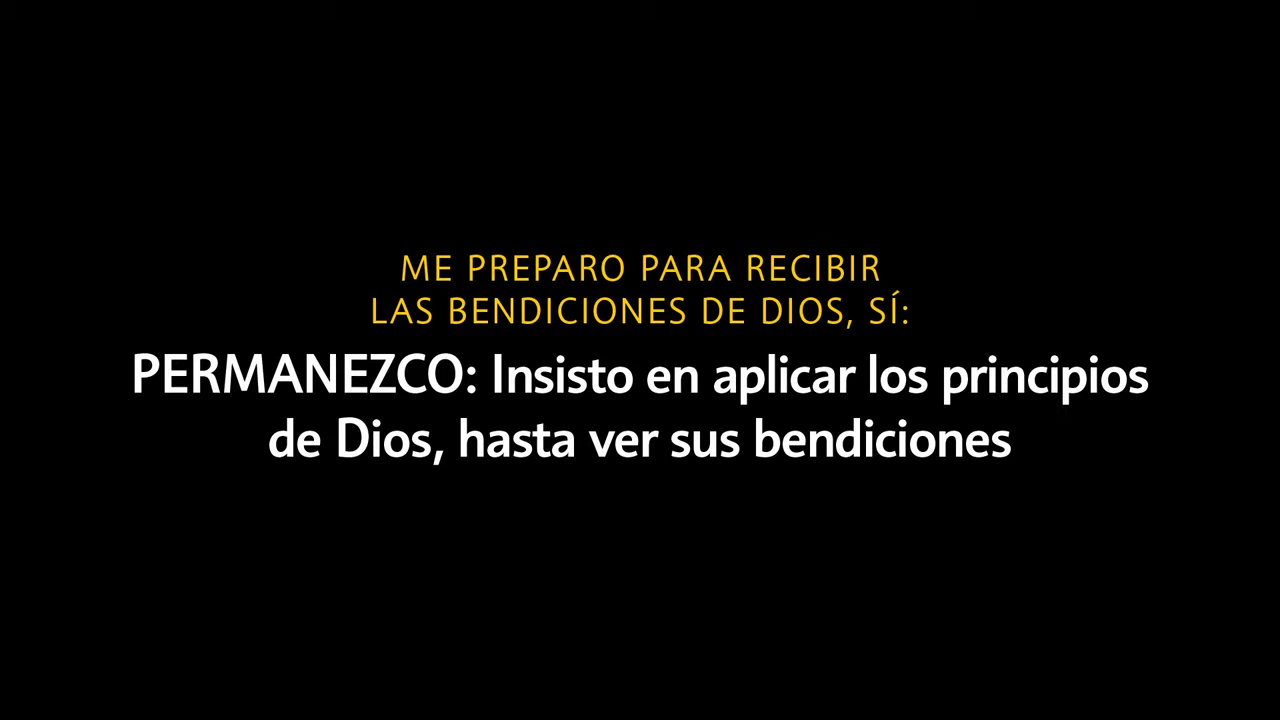 ME PREPARO PARA RECIBIR
LAS BENDICIONES DE DIOS, SÍ:
PERMANEZCO: Insisto en aplicar los principios
de Dios, hasta ver sus bendiciones